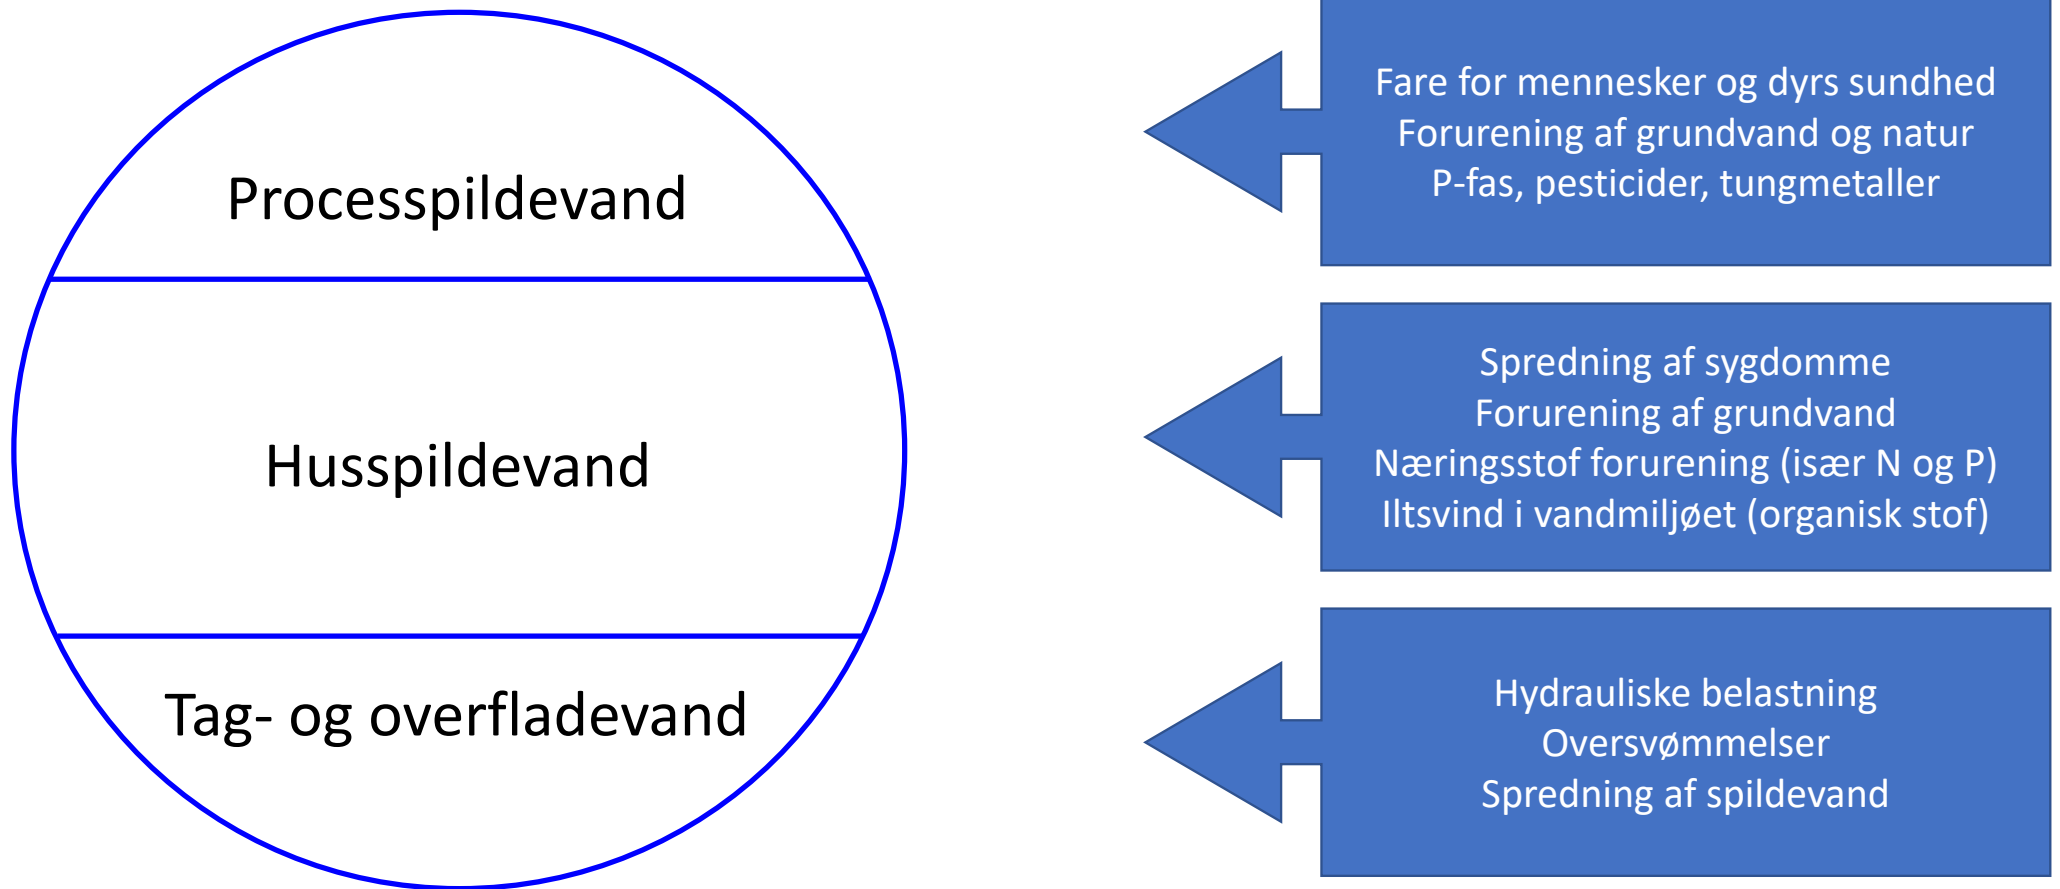 Processpildevand
Husspildevand
Tag- og overfladevand
Fare for mennesker og dyrs sundhed
Forurening af grundvand og natur
P-fas, pesticider, tungmetaller
Spredning af sygdomme
Forurening af grundvand
Næringsstof forurening (især N og P)
Iltsvind i vandmiljøet (organisk stof)
Hydrauliske belastning
Oversvømmelser
Spredning af spildevand